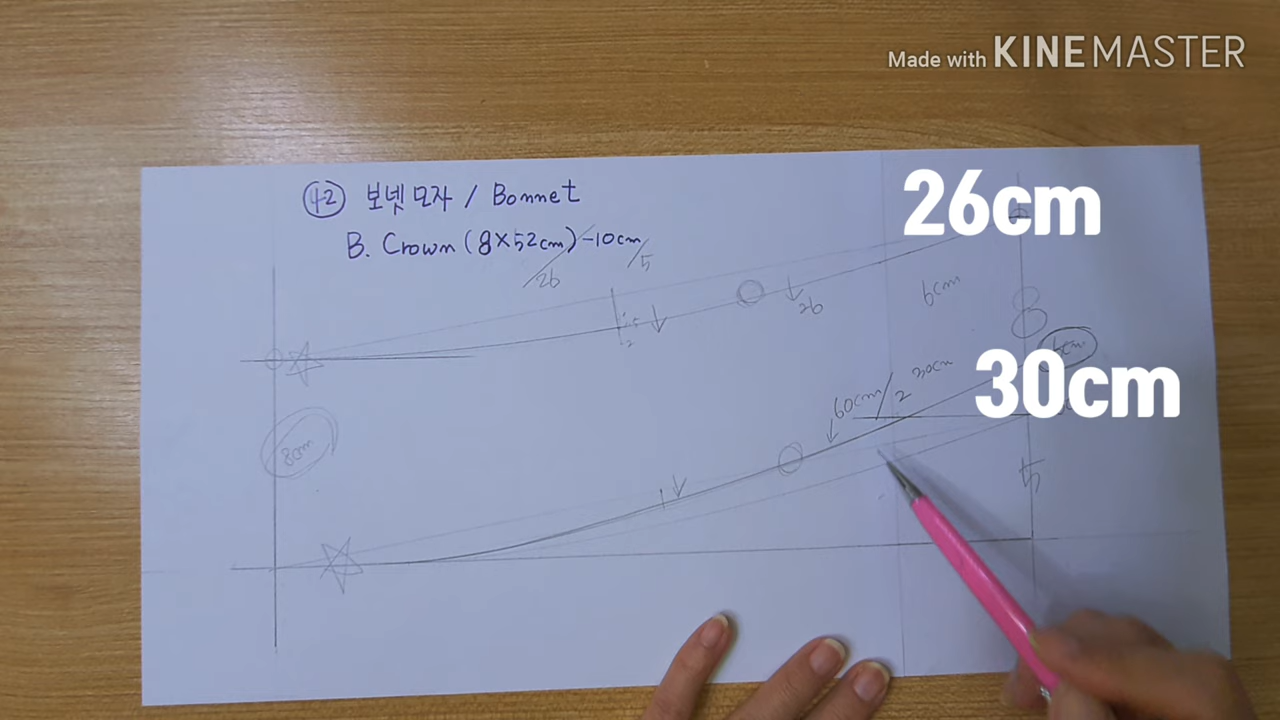 Made with KINEMASTER
42 보넷모자 / Bonnet
B. Crown (8×52cm) -10cm
/26 /5
26cm
26
6cm
8
6cm
30cm
60cm/2 30cm
8cm
5